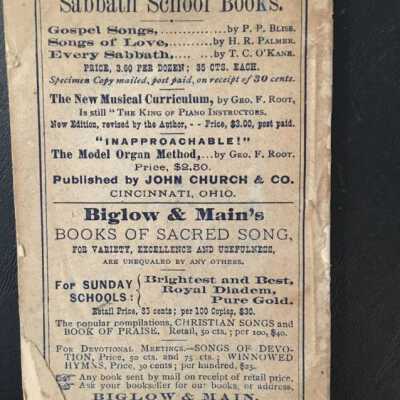 Sabbath School Books.
Gospel Songs,............by P. P. Bliss.
Songs of Love,..........by H. R. Palmer.
Every Sabbath,......by T. C. O'Kane.
PRICE, 3.60 PER DOZEN; 35 CTS. EACH.
Specimen Copy mailed, post paid, on receipt of 30 cents.
The New Musical Curriculum, by Geo. F. Root,
Is still "The King of Piano Instructors.
New Edition, revised by the Author, - - Price, $3.00, post paid.
"INAPPROACHABLE!"
The Model Organ Method,...by Geo. F. Root.
Price, $2.50.
Published by JOHN CHURCH & CO.
CINCINNATI, OHIO.
Biglow & Main's
BOOKS OF SACRED SONG,
FOR VARIETY, EXCELLENCE AND USEFULNESS,
ARE UNEQUALED BY ANY OTHERS.
For SUNDAY SCHOOLS:
Brightest and Best,
Royal Diadem,
Pure Gold.
Retail Price, 35 cents; per 100 Copies, $30.
The popular compilations, CHRISTIAN SONGS and
BOOK OF PRAISE. Retail, 50 cts.; per 100, $40.
For Devotional Meetings.—SONGS OF DEVO-
TION, Price, 50 cts. and 75 cts.; WINNOWED
HYMNS, Price, 30 cents; per hundred, $25.
Any book sent by mail on receipt of retail price.
Ask your bookseller for our books, or address,
BIGLOW & MAIN,